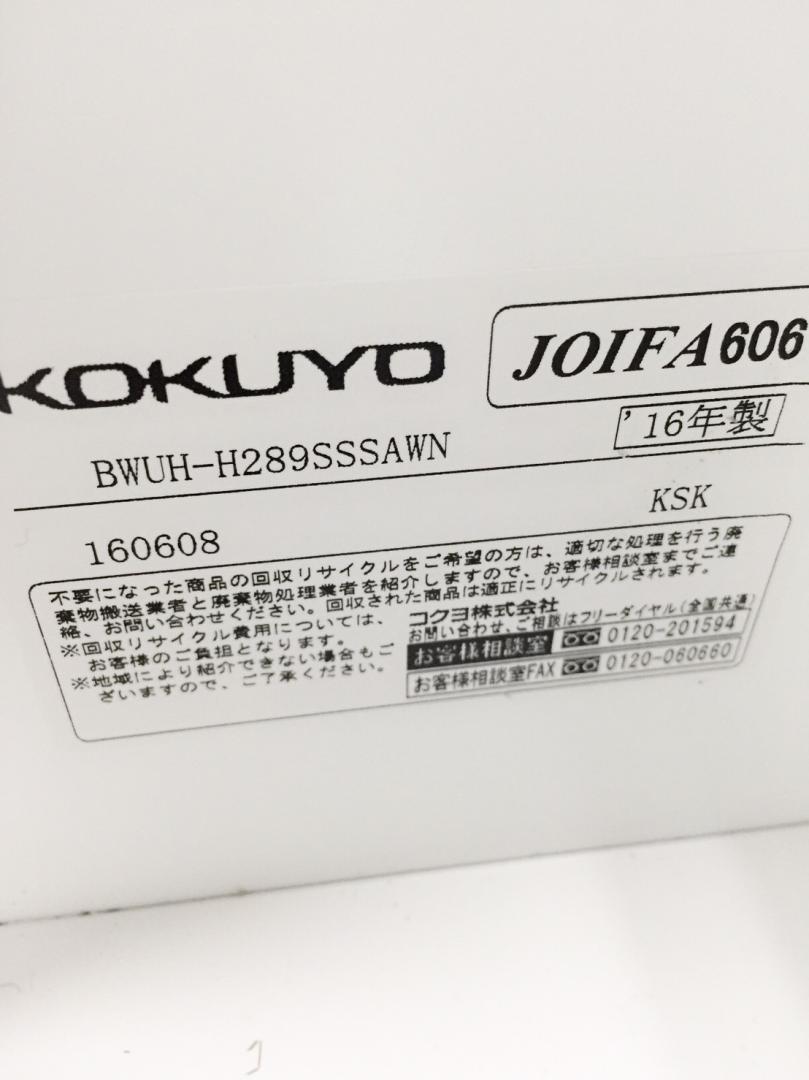 KOKUYO
JOIFA606
BWUH-H289SSSAWN
'16年製
160608
KSK
不要になった商品の回収リサイクルをご希望の方は、適切な処理を行う廃
棄物搬送業者と廃棄物処理業者を紹介しますので、お客様相談室までご連
絡、お問い合わせください。回収された商品は適正にリサイクルされます。
※回収リサイクル費用については、
お客様のご負担となります。
※地域により紹介できない場合もご
ざいますので、ご了承ください。
コクヨ株式会社
お問い合わせ、ご相談はフリーダイヤル(全国共通)
お客様相談室 0120-201594
お客様相談室FAX 0120-060660